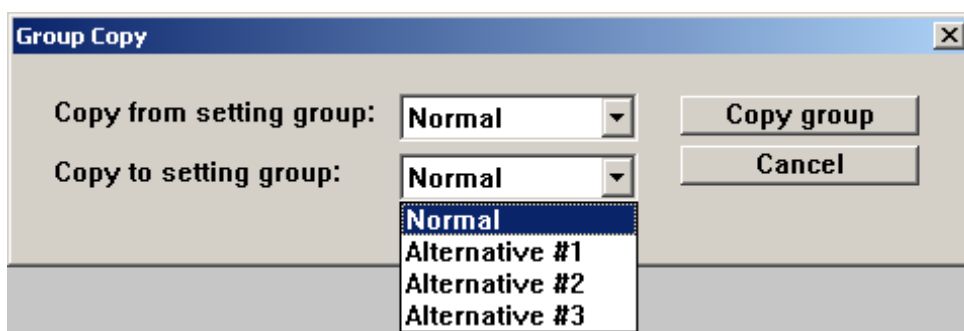 Group Copy
Copy from setting group: Normal Copy group
Copy to setting group: Normal Cancel
Normal
Alternative #1
Alternative #2
Alternative #3